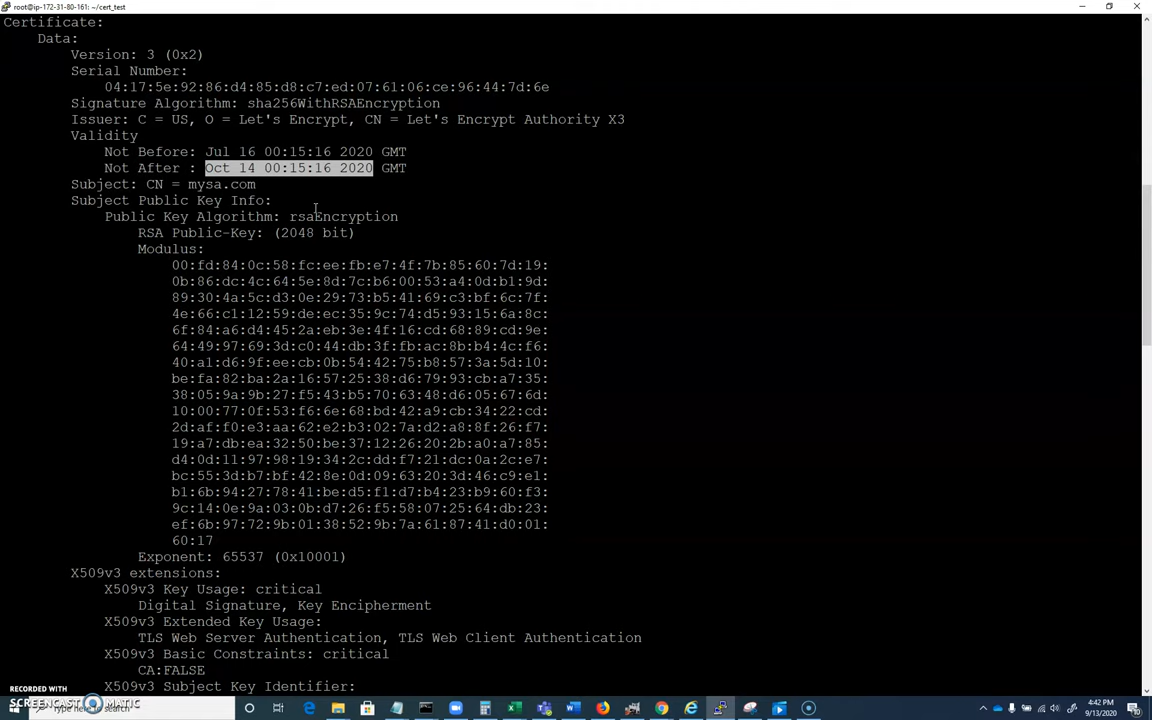 root@ip-172-31-80-161: ~/cert_test
Certificate:
Data:
Version: 3 (0x2)
Serial Number:
04:17:5e:92:86:d4:85:d8:c7:ed:07:61:06:ce:96:44:7d:6e
Signature Algorithm: sha256WithRSAEncryption
Issuer: C = US, O = Let's Encrypt, CN = Let's Encrypt Authority X3
Validity
Not Before: Jul 16 00:15:16 2020 GMT
Not After : Oct 14 00:15:16 2020 GMT
Subject: CN = mysa.com
Subject Public Key Info:
Public Key Algorithm: rsaEncryption
RSA Public-Key: (2048 bit)
Modulus:
00:fd:84:0c:58:fc:ee:fb:e7:4f:7b:85:60:7d:19:
0b:86:dc:4c:64:5e:8d:7c:b6:00:53:a4:0d:b1:9d:
89:30:4a:5c:d3:0e:29:73:b5:41:69:c3:bf:6c:7f:
4e:66:c1:12:59:de:ec:35:9c:74:d5:93:15:6a:8c:
6f:84:a6:d4:45:2a:eb:3e:4f:16:cd:68:89:cd:9e:
64:49:97:69:3d:c0:44:db:3f:fb:ac:8b:b4:4c:f6:
40:a1:d6:9f:ee:cb:0b:54:42:75:b8:57:3a:5d:10:
be:fa:82:ba:2a:16:57:25:38:d6:79:93:cb:a7:35:
38:05:9a:9b:27:f5:43:b5:70:63:48:d6:05:67:6d:
10:00:77:0f:53:f6:6e:68:bd:42:a9:cb:34:22:cd:
2d:af:f0:e3:aa:62:e2:b3:02:7a:d2:a8:8f:26:f7:
19:a7:db:ea:32:50:be:37:12:26:20:2b:a0:a7:85:
d4:0d:11:97:98:19:34:2c:dd:f7:21:dc:0a:2c:e7:
bc:55:3d:b7:bf:42:8e:0d:09:63:20:3d:46:c9:e1:
b1:6b:94:27:78:41:be:d5:f1:d7:b4:23:b9:60:f3:
9c:14:0e:9a:03:0b:d7:26:f5:58:07:25:64:db:23:
ef:6b:97:72:9b:01:38:52:9b:7a:61:87:41:d0:01:
60:17
Exponent: 65537 (0x10001)
X509v3 extensions:
X509v3 Key Usage: critical
Digital Signature, Key Encipherment
X509v3 Extended Key Usage:
TLS Web Server Authentication, TLS Web Client Authentication
X509v3 Basic Constraints: critical
CA:FALSE
X509v3 Subject Key Identifier:
RECORDED WITH
SCREENCAST MATIC
Type here to search
4:42 PM
9/13/2020